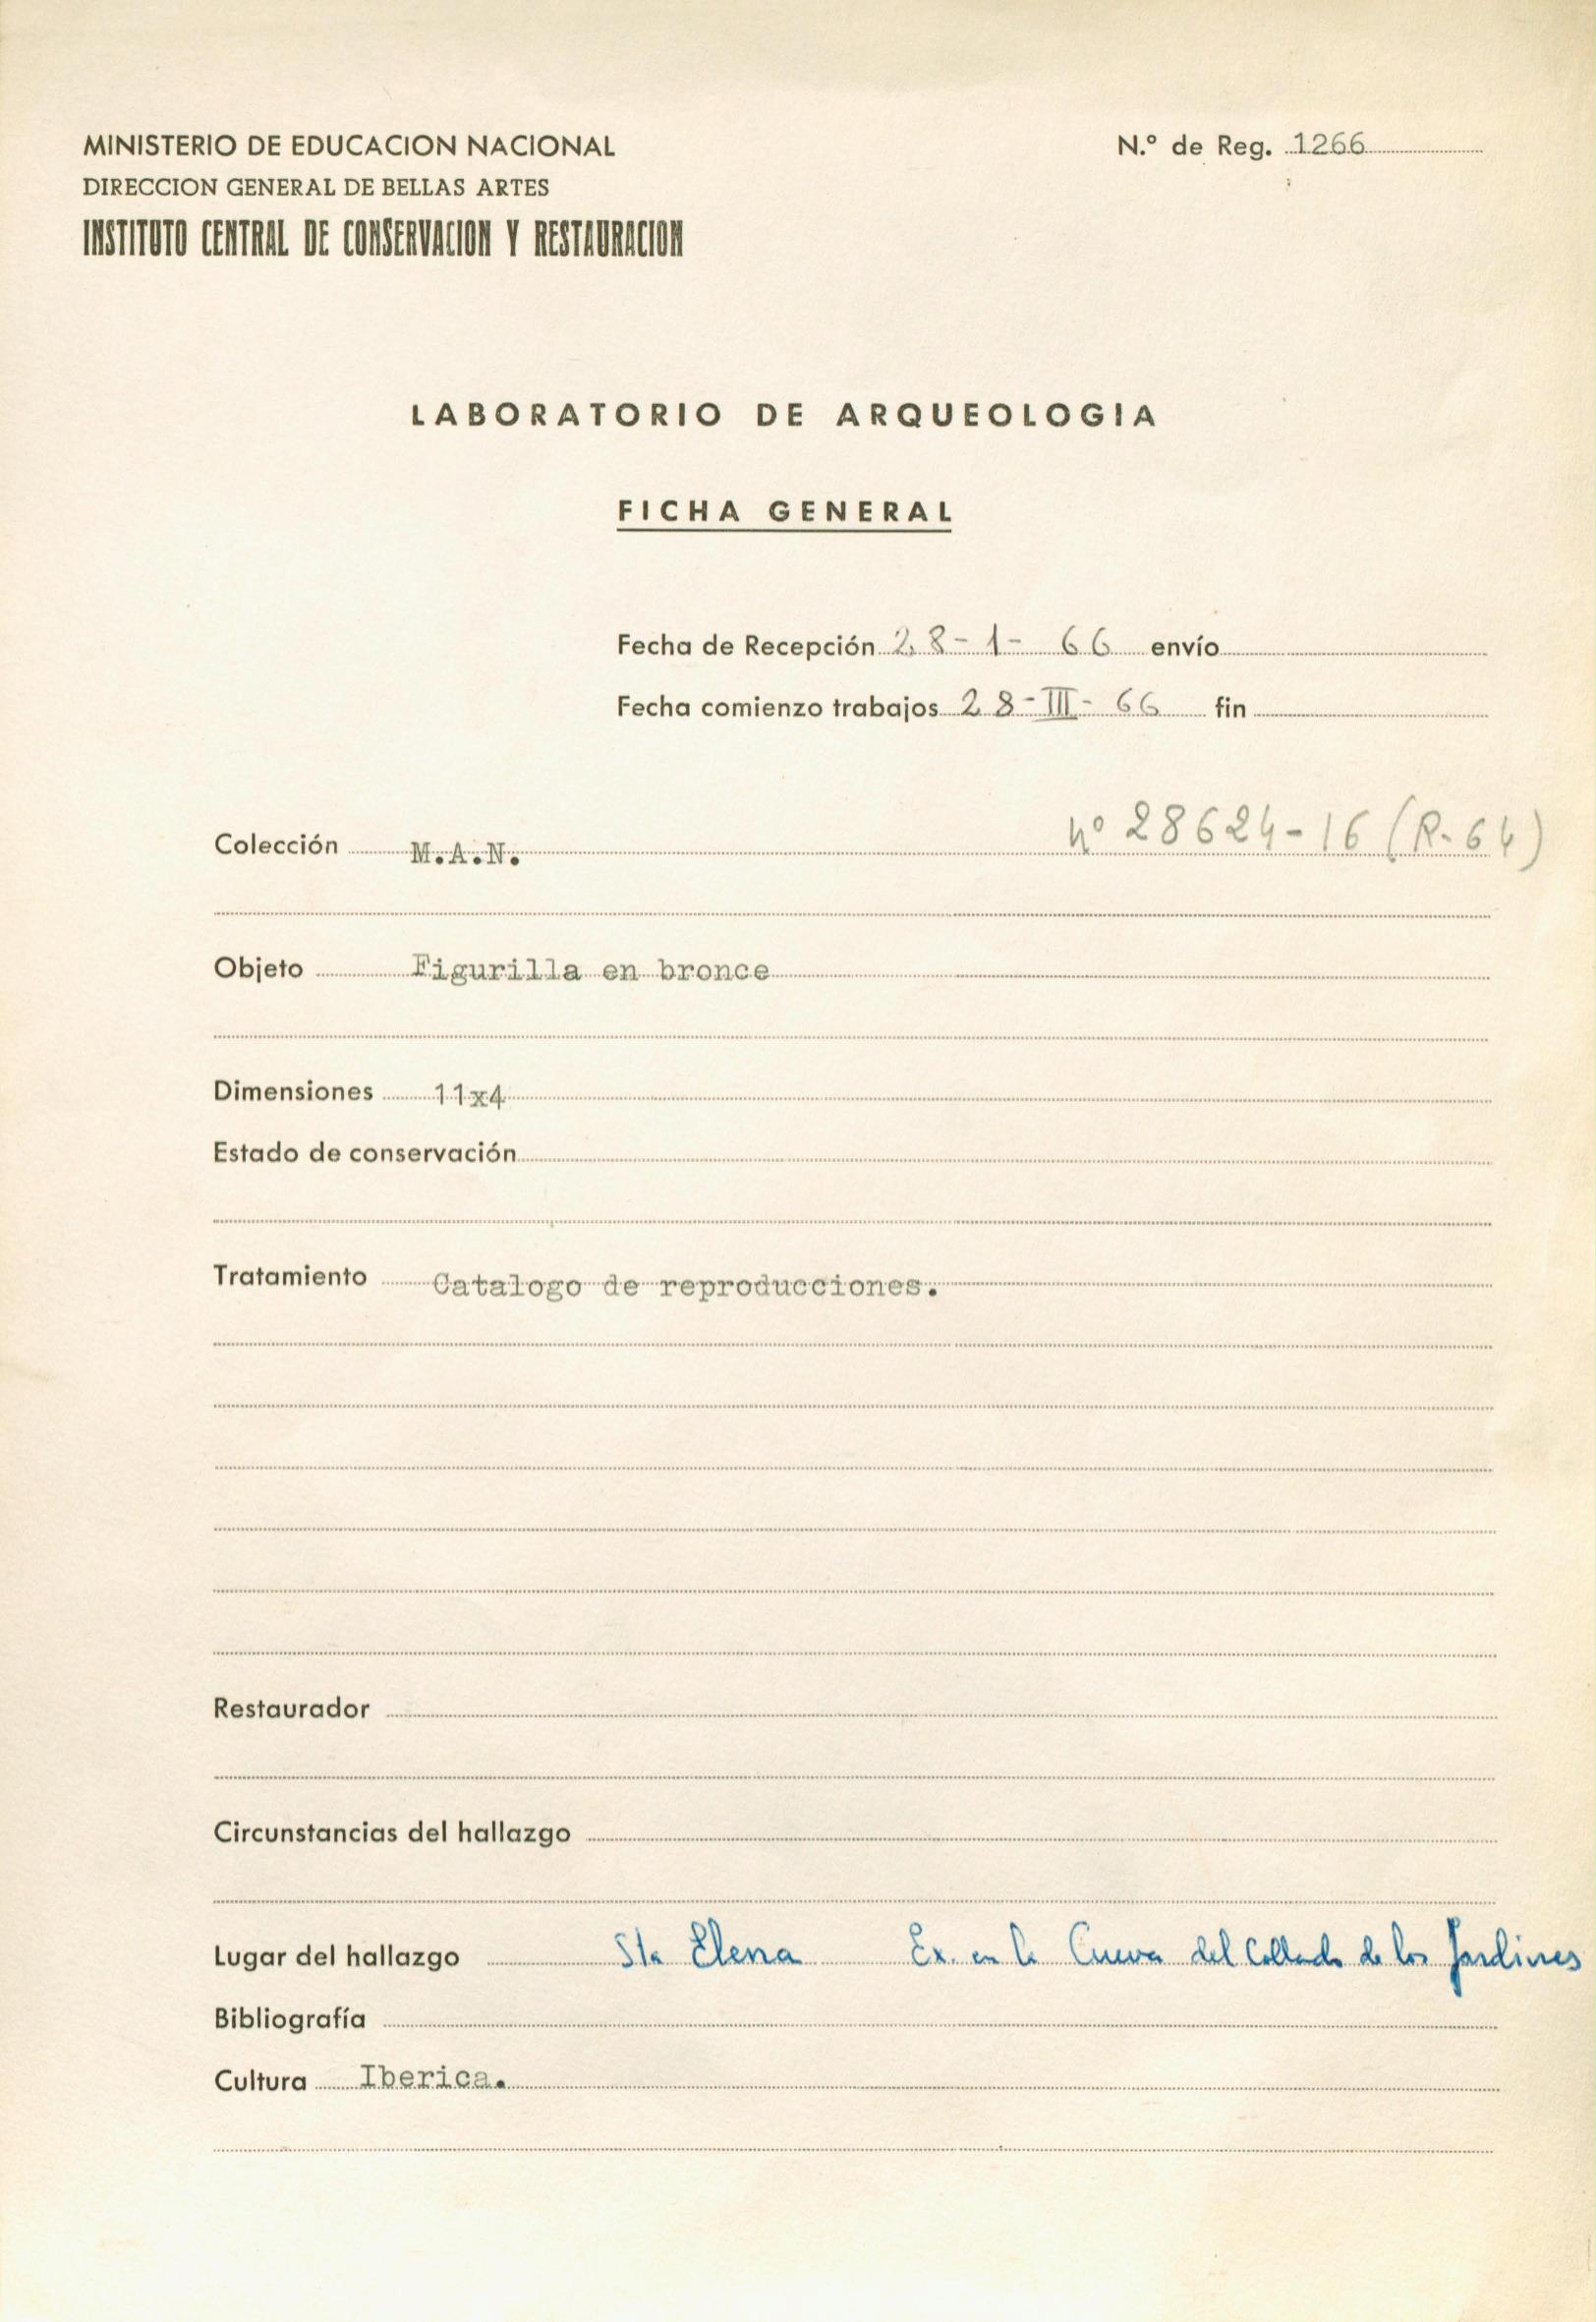 MINISTERIO DE EDUCACION NACIONAL
N.º de Reg. 1266
DIRECCION GENERAL DE BELLAS ARTES
INSTITUTO CENTRAL DE CONSERVACION Y RESTAURACION
LABORATORIO DE ARQUEOLOGIA
FICHA GENERAL
Fecha de Recepción 28-1-66 envío
Fecha comienzo trabajos 28-III-66 fin
Colección M.A.N. nº 28624-16 (R-64)
Objeto Figurilla en bronce
Dimensiones 11x4
Estado de conservación
Tratamiento Catalogo de reproducciones.
Restaurador
Circunstancias del hallazgo
Lugar del hallazgo Sta Elena Ex. en la Cueva del Collado de los Jardines
Bibliografía
Cultura Iberica.